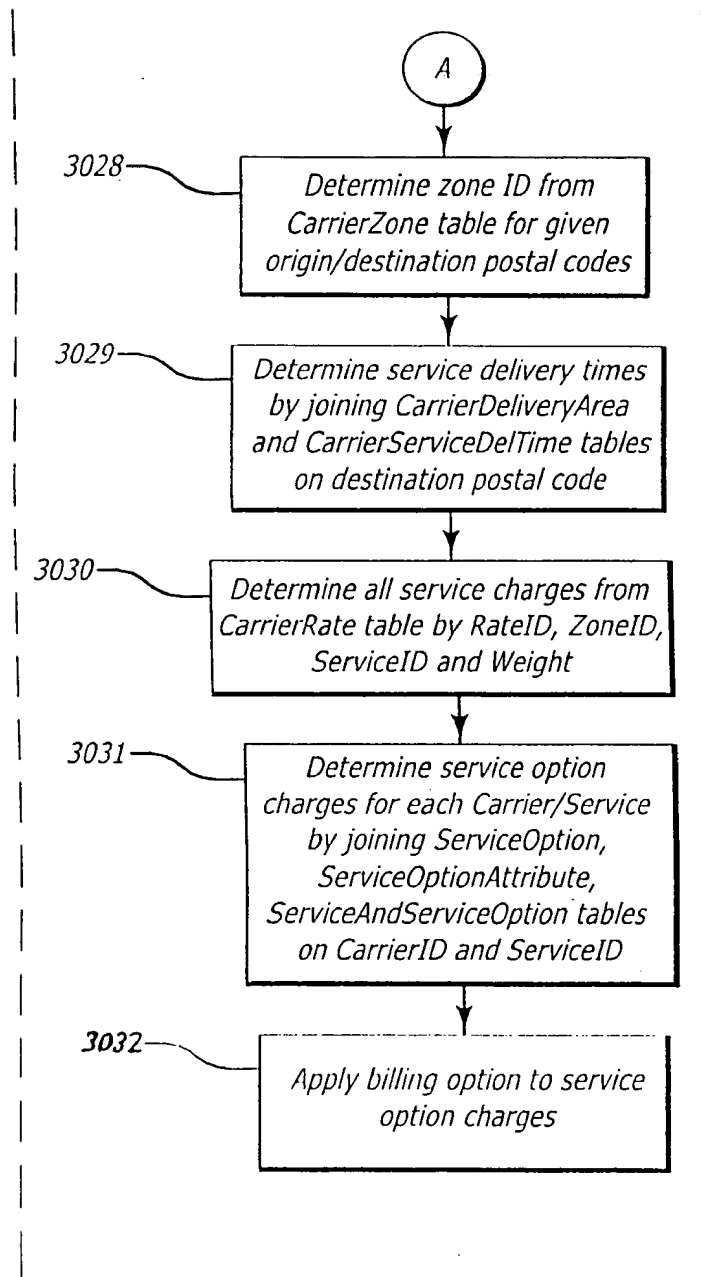 A
3028
Determine zone ID from
CarrierZone table for given
origin/destination postal codes
3029
Determine service delivery times
by joining CarrierDeliveryArea
and CarrierServiceDelTime tables
on destination postal code
3030
Determine all service charges from
CarrierRate table by RateID, ZoneID,
ServiceID and Weight
3031
Determine service option
charges for each Carrier/Service
by joining ServiceOption,
ServiceOptionAttribute,
ServiceAndServiceOption tables
on CarrierID and ServiceID
3032
Apply billing option to service
option charges